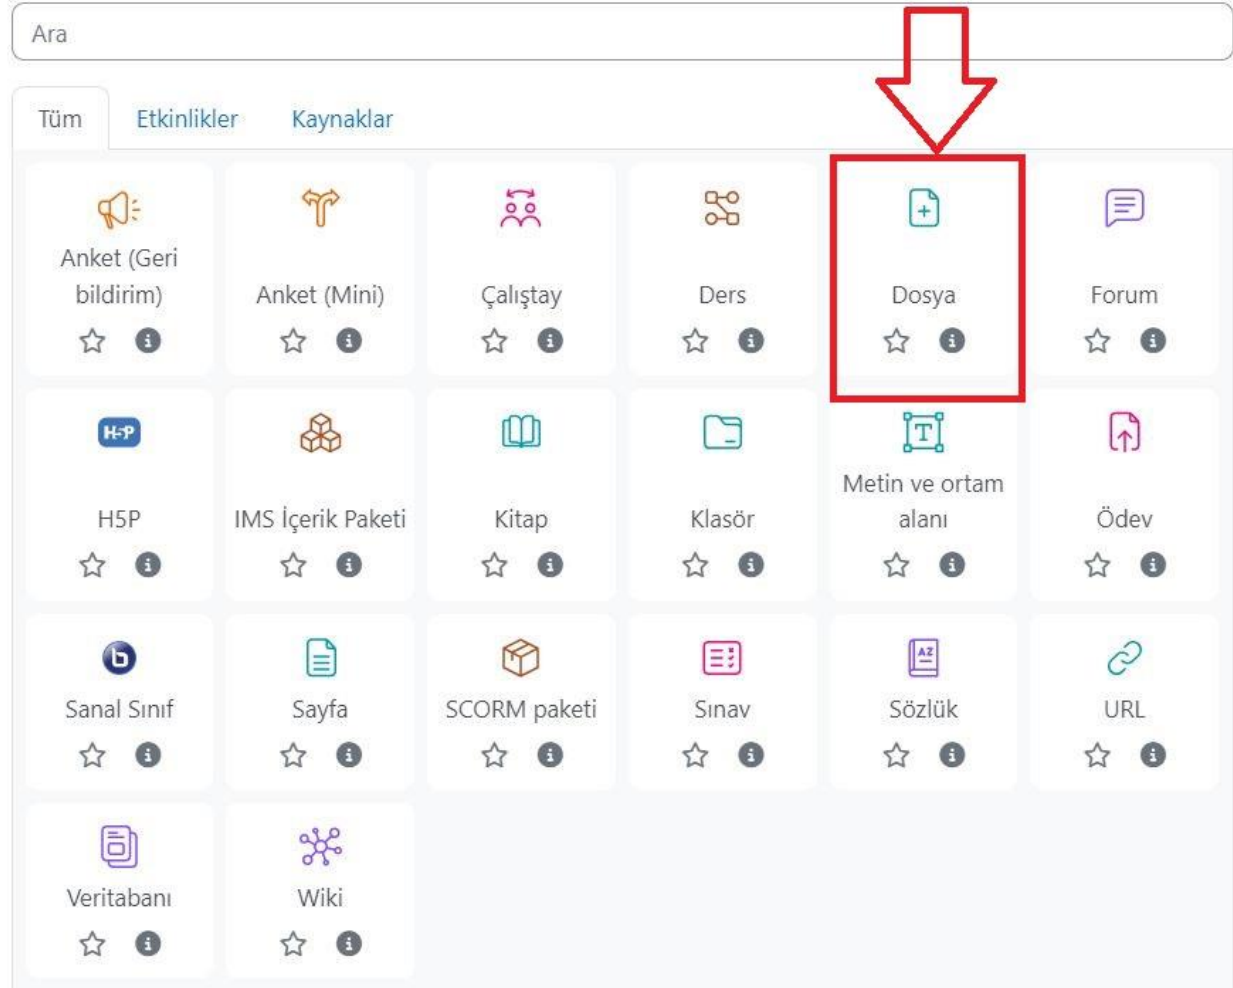 Ara
Tüm
Etkinlikler
Kaynaklar
Anket (Geri
bildirim)
Anket (Mini)
Çalıştay
Ders
Dosya
Forum
H5P
H5P
IMS İçerik Paketi
Kitap
Klasör
T
Metin ve ortam
alanı
Ödev
b
Sanal Sınıf
Sayfa
SCORM paketi
Sınav
AZ
Sözlük
URL
Veritabanı
Wiki